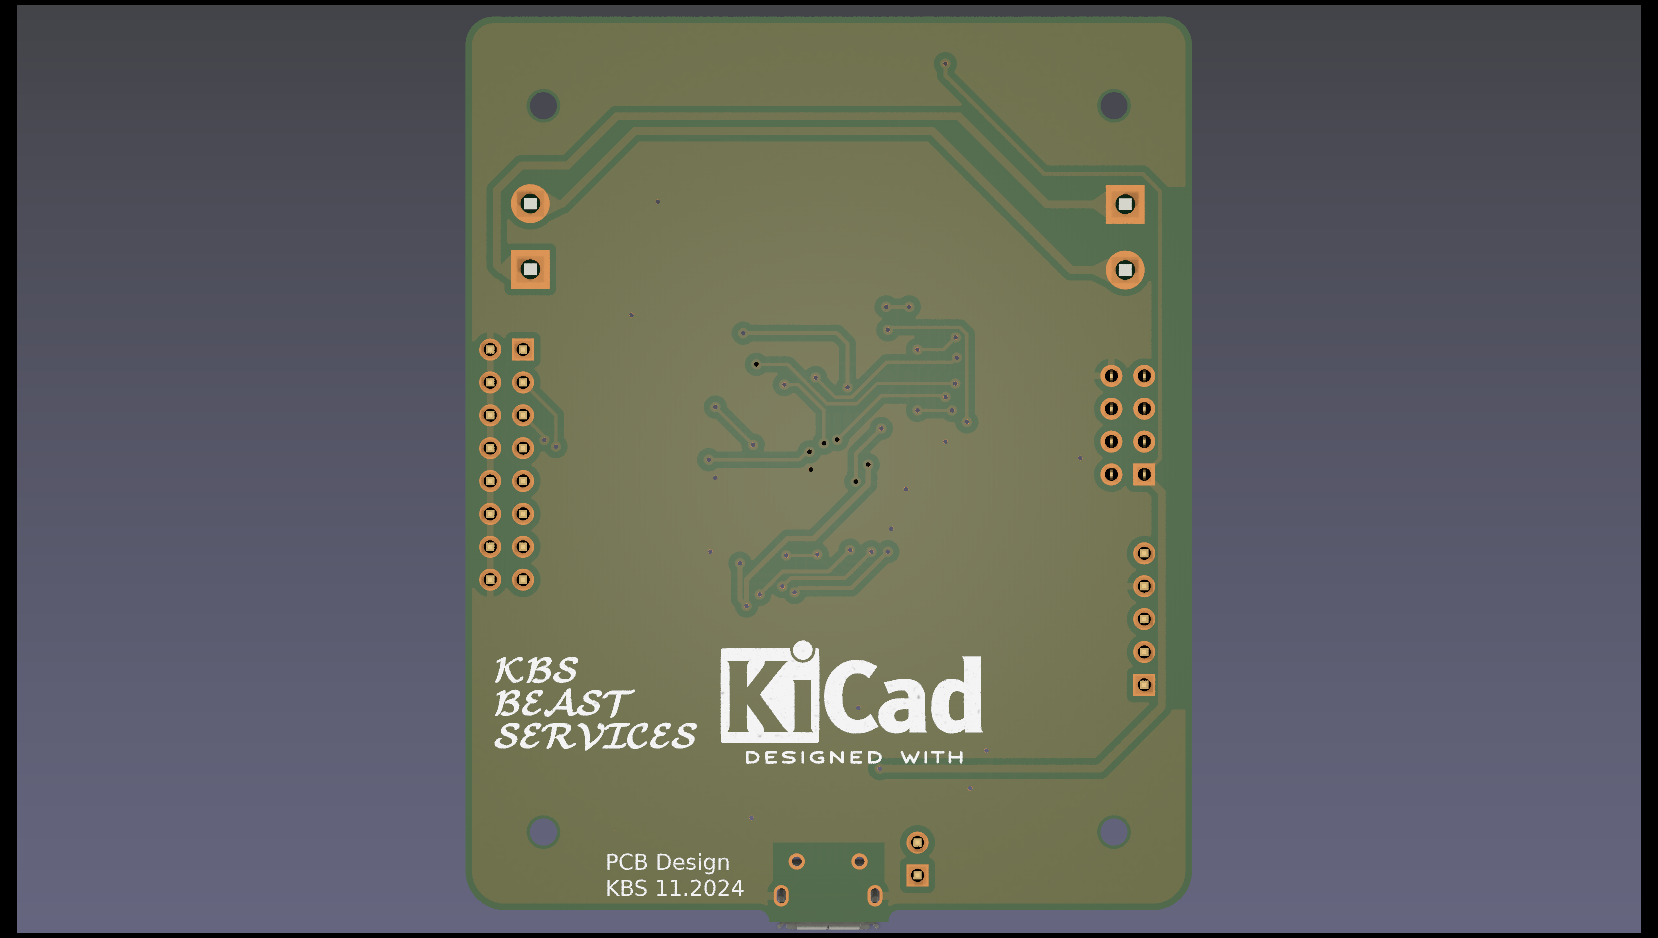 KBS
BEAST
SERVICES
KiCad
DESIGNED WITH
PCB Design
KBS 11.2024